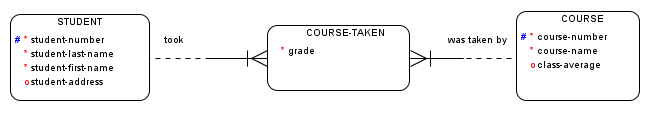 STUDENT
# * student-number
* student-last-name
* student-first-name
o student-address
took
COURSE-TAKEN
* grade
was taken by
COURSE
# * course-number
* course-name
o class-average